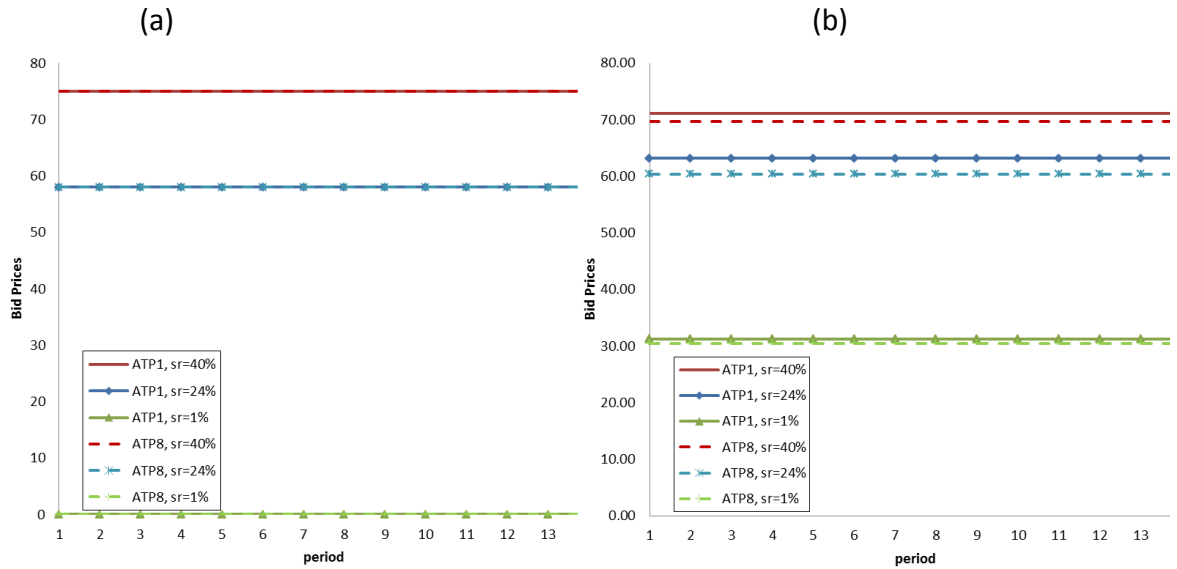 (a)
80
70
60
50
40
30
20
10
0
Bid Prices
ATP1, sr=40%
ATP1, sr=24%
ATP1, sr=1%
ATP8, sr=40%
ATP8, sr=24%
ATP8, sr=1%
1 2 3 4 5 6 7 8 9 10 11 12 13
period
(b)
80.00
70.00
60.00
50.00
40.00
30.00
20.00
10.00
0.00
Bid Prices
ATP1, sr=40%
ATP1, sr=24%
ATP1, sr=1%
ATP8, sr=40%
ATP8, sr=24%
ATP8, sr=1%
1 2 3 4 5 6 7 8 9 10 11 12 13
period